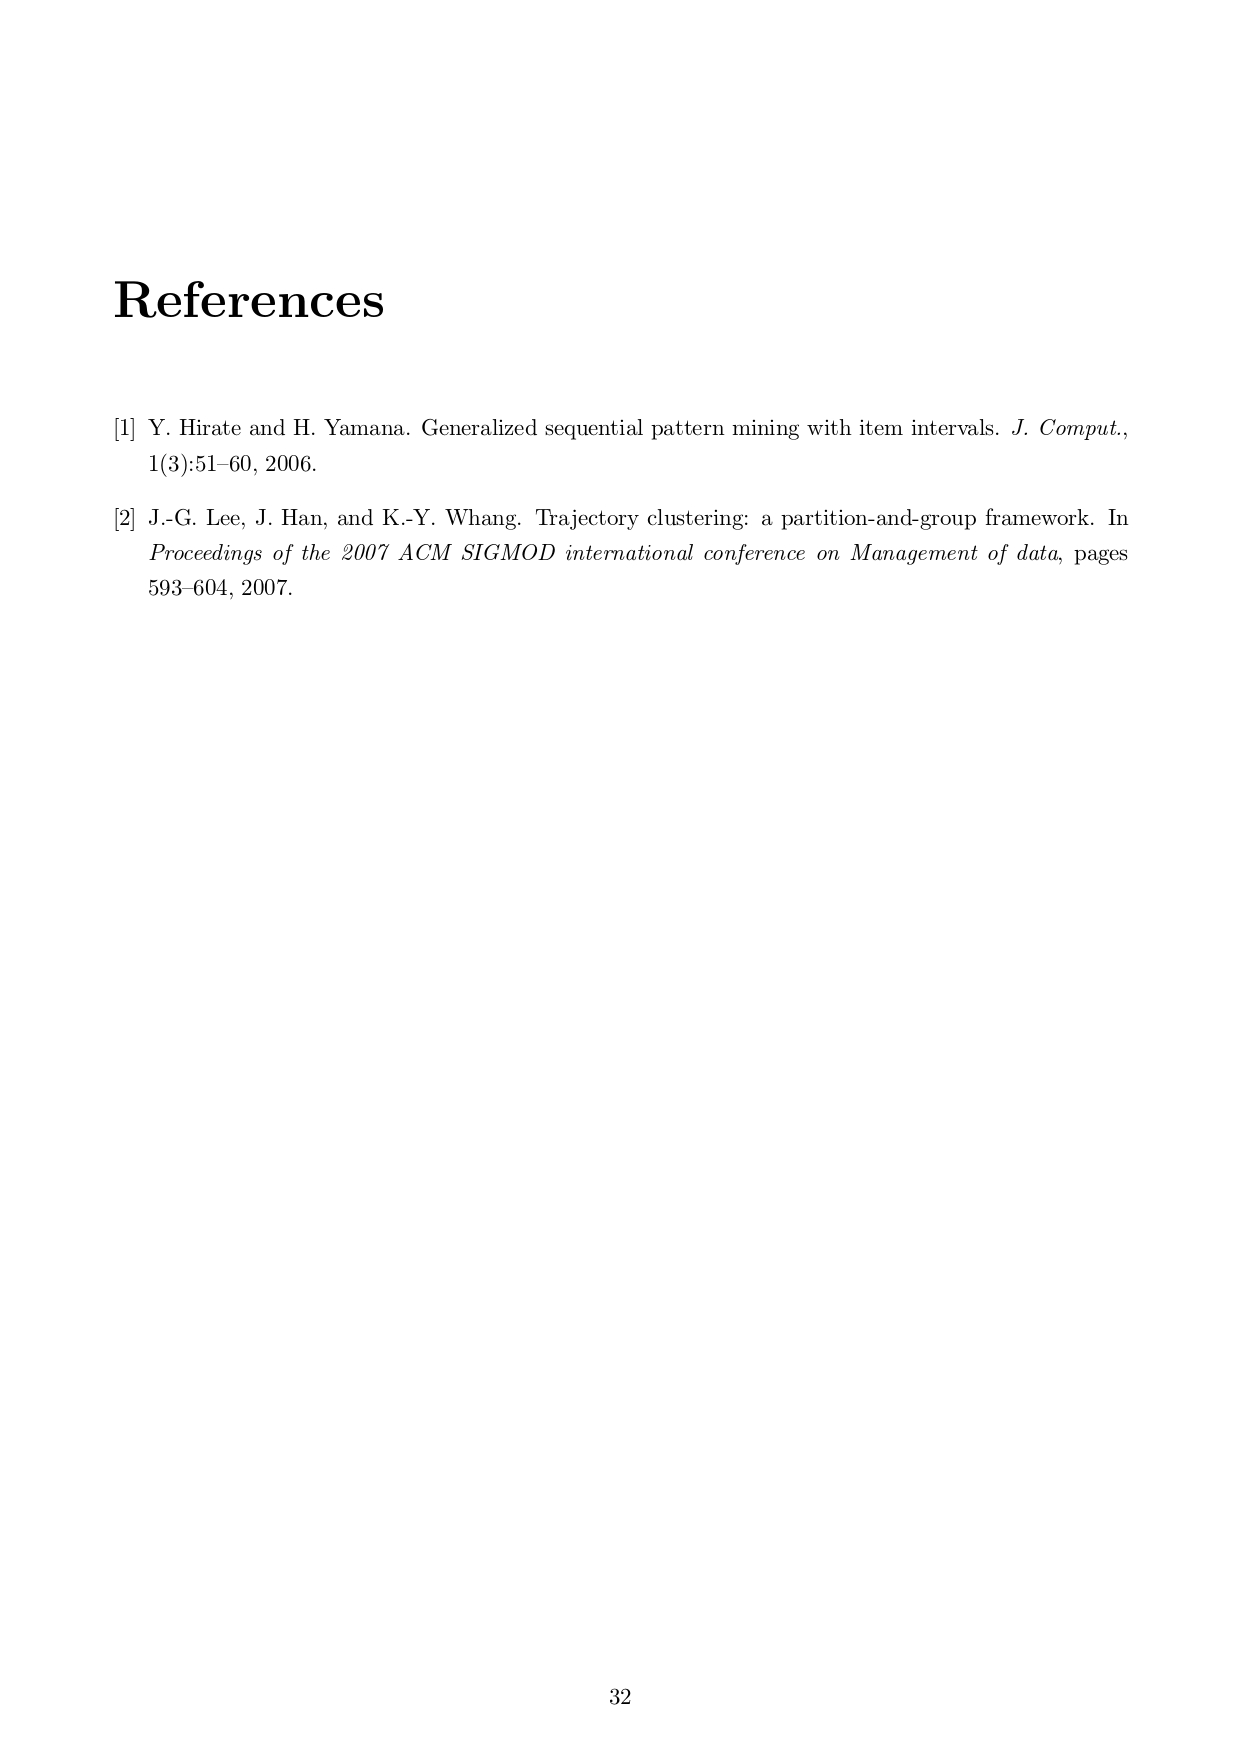 References
[1] Y. Hirate and H. Yamana. Generalized sequential pattern mining with item intervals. J. Comput.,
1(3):51–60, 2006.
[2] J.-G. Lee, J. Han, and K.-Y. Whang. Trajectory clustering: a partition-and-group framework. In
Proceedings of the 2007 ACM SIGMOD international conference on Management of data, pages
593–604, 2007.
32